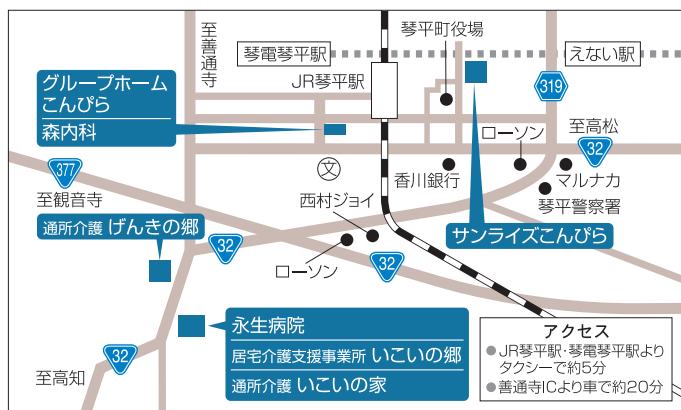 至善通寺
琴平町役場
琴電琴平駅
えない駅
JR琴平駅
グループホーム
こんぴら
森内科
319
至高松
32
ローソン
文
377
至観音寺
香川銀行
マルナカ
琴平警察署
西村ジョイ
通所介護 げんきの郷
32
ローソン
32
サンライズこんぴら
永生病院
居宅介護支援事業所 いこいの郷
通所介護 いこいの家
32
至高知
アクセス
●JR琴平駅・琴平駅より
タクシーで約5分
●善通寺ICより車で約20分